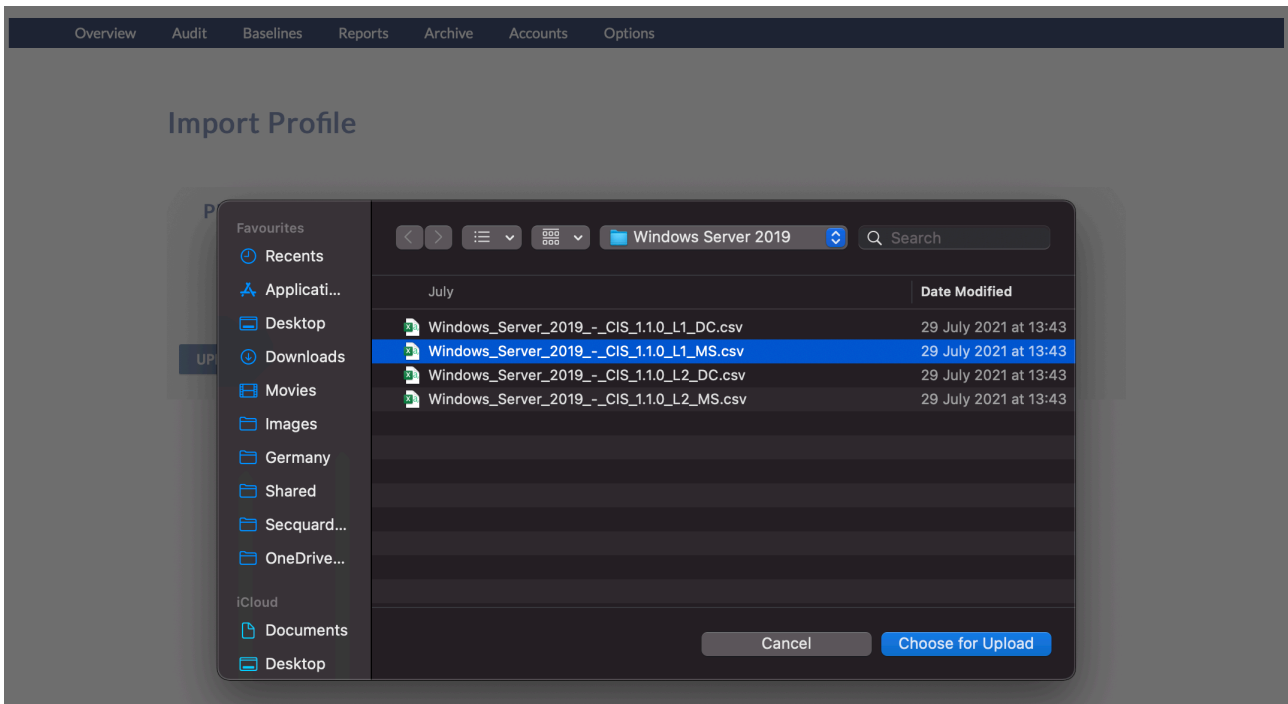 Overview Audit Baselines Reports Archive Accounts Options
Import Profile
P
UP
Favourites
Recents
Applicati...
Desktop
Downloads
Movies
Images
Germany
Shared
Secquard...
OneDrive...
iCloud
Documents
Desktop
Windows Server 2019
Search
July Date Modified
Windows_Server_2019_-_CIS_1.1.0_L1_DC.csv 29 July 2021 at 13:43
Windows_Server_2019_-_CIS_1.1.0_L1_MS.csv 29 July 2021 at 13:43
Windows_Server_2019_-_CIS_1.1.0_L2_DC.csv 29 July 2021 at 13:43
Windows_Server_2019_-_CIS_1.1.0_L2_MS.csv 29 July 2021 at 13:43
Cancel Choose for Upload